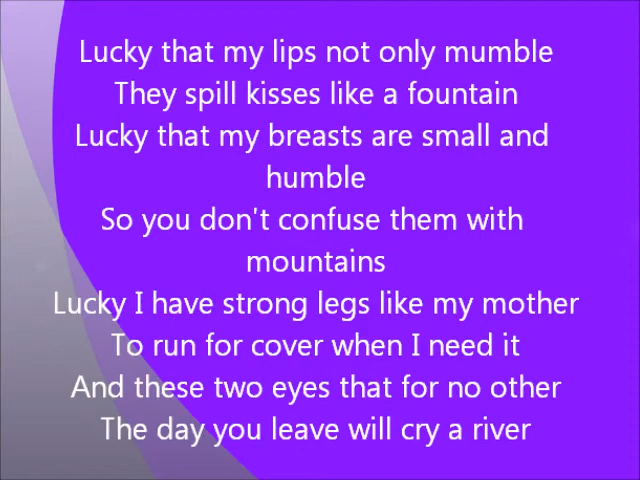 Lucky that my lips not only mumble
They spill kisses like a fountain
Lucky that my breasts are small and
humble
So you don't confuse them with
mountains
Lucky I have strong legs like my mother
To run for cover when I need it
And these two eyes that for no other
The day you leave will cry a river